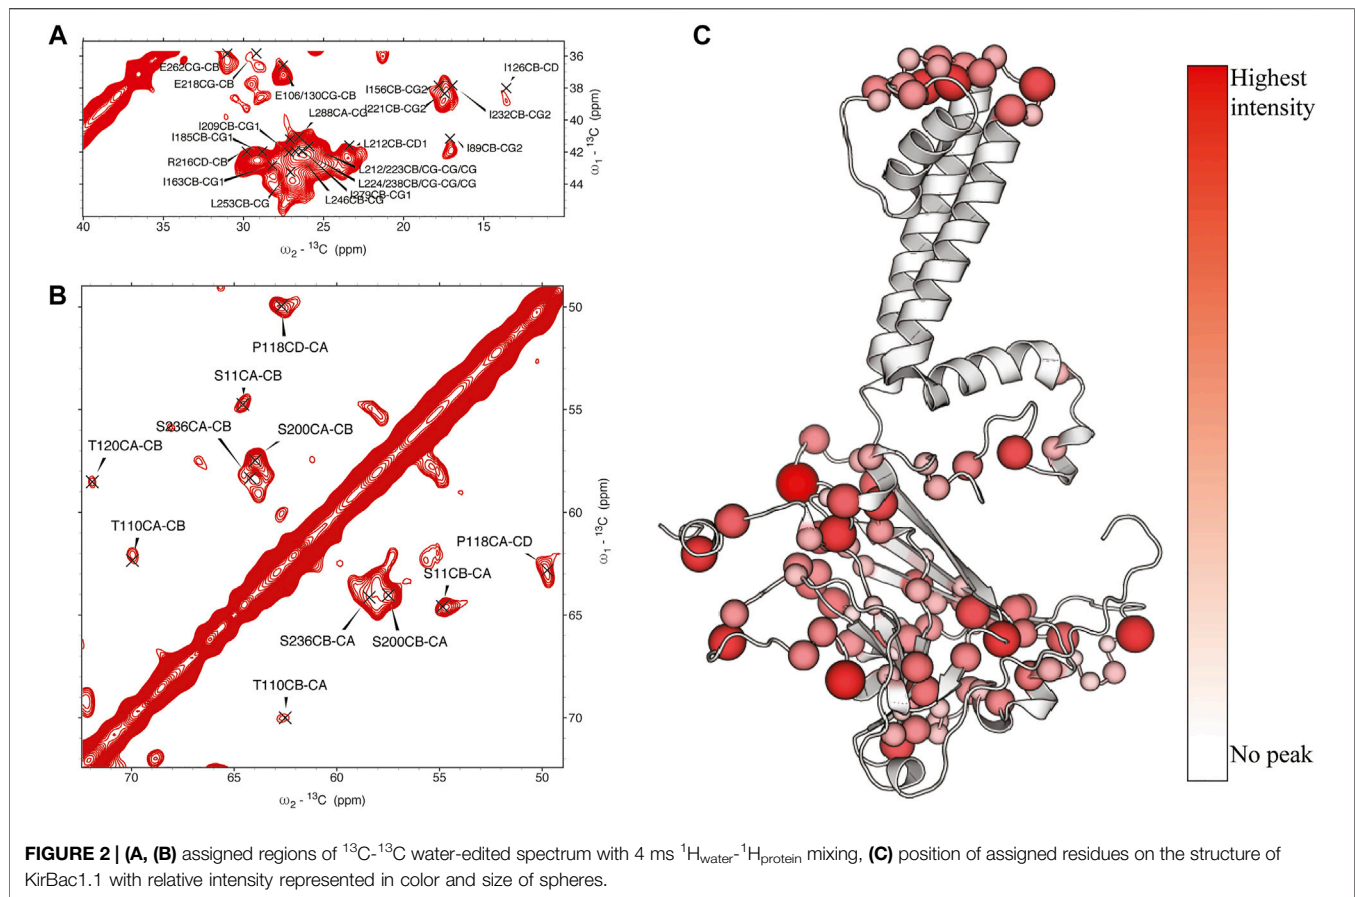 A
36
38
40
42
44
ω1 - 13C (ppm)
E262CG-CB
E218CG-CB
E106/130CG-CB
L288CA-CG
I209CB-CG1
I185CB-CG1
R216CD-CB
I163CB-CG1
L253CB-CG
I156CB-CG2
I221CB-CG2
I126CB-CD
I232CB-CG2
I89CB-CG2
L212CB-CD1
L212/223CB/CG-CG/CG
L224/238CB/CG-CG/CG
I279CB-CG1
L246CB-CG
40 35 30 25 20 15
ω2 - 13C (ppm)
B
50
55
60
65
70
ω1 - 13C (ppm)
P118CD-CA
S11CA-CB
S236CA-CB
S200CA-CB
T120CA-CB
T110CA-CB
P118CA-CD
S11CB-CA
S236CB-CA
S200CB-CA
T110CB-CA
70 65 60 55 50
ω2 - 13C (ppm)
C
Highest
intensity
No peak
FIGURE 2 | (A, (B) assigned regions of 13C-13C water-edited spectrum with 4 ms 1Hwater-1Hprotein mixing, (C) position of assigned residues on the structure of
KirBac1.1 with relative intensity represented in color and size of spheres.